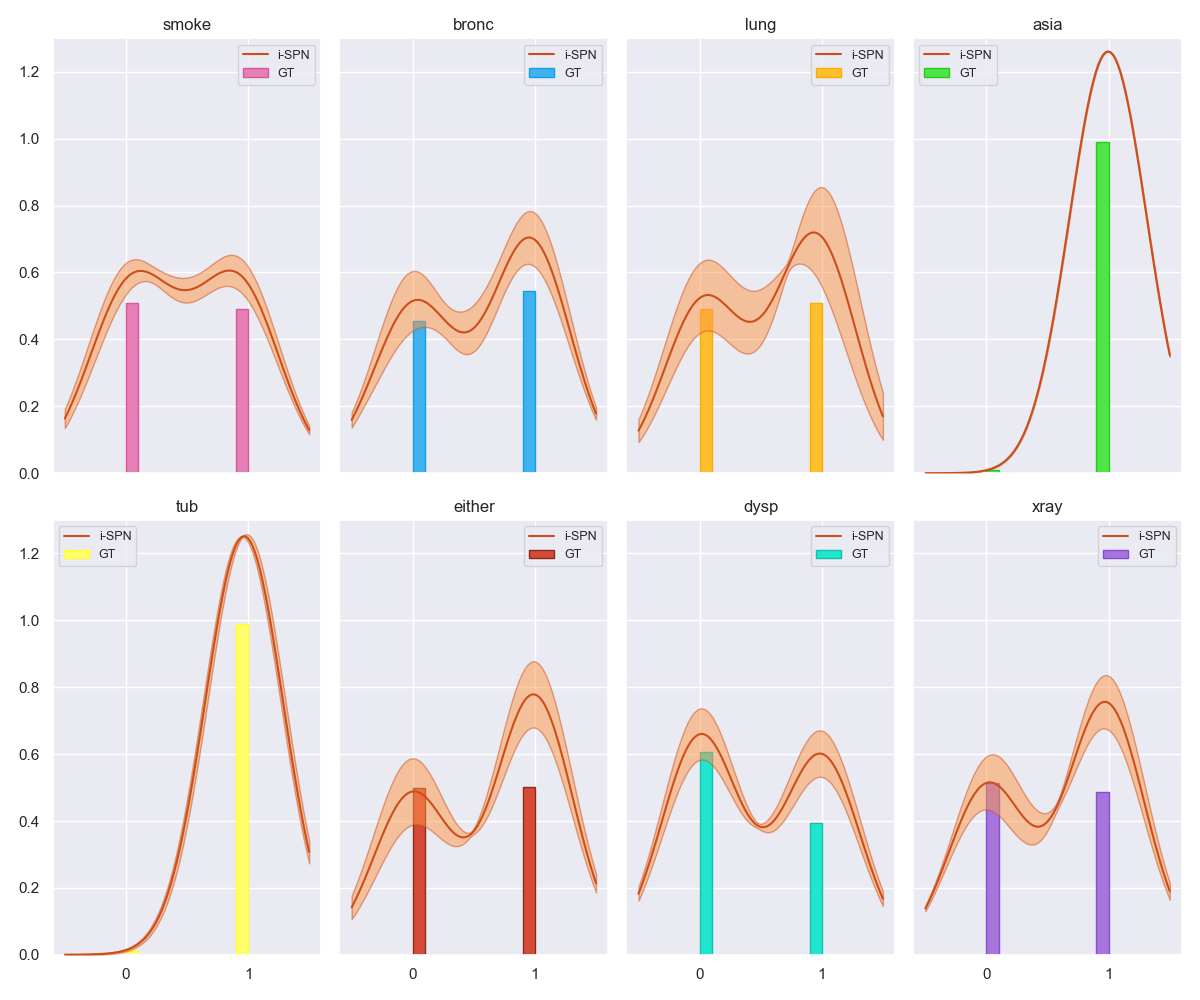 smoke bronc lung asia
i-SPN i-SPN i-SPN i-SPN
GT GT GT GT
1.2
1.0
0.8
0.6
0.4
0.2
0.0
tub either dysp xray
i-SPN i-SPN i-SPN i-SPN
GT GT GT GT
1.2
1.0
0.8
0.6
0.4
0.2
0.0
0 1 0 1 0 1 0 1